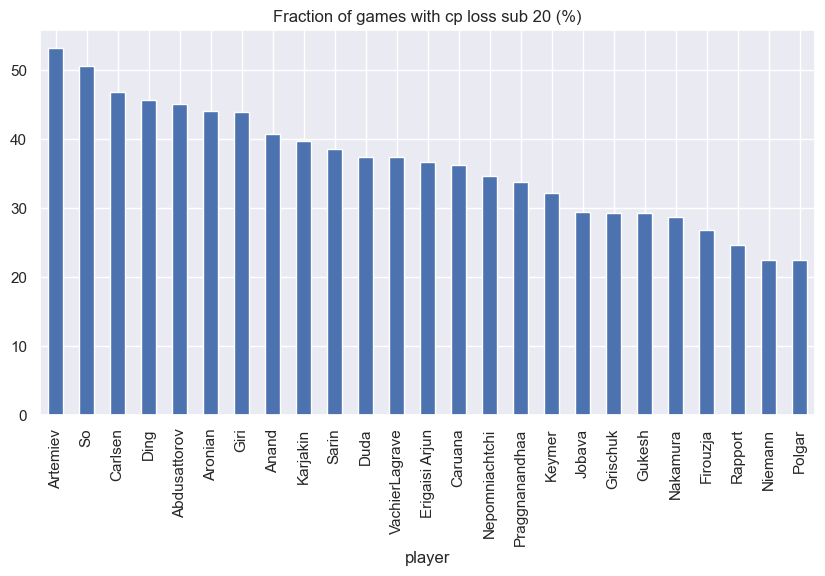 Fraction of games with cp loss sub 20 (%)
50
40
30
20
10
0
Artemiev
So
Carlsen
Ding
Abdusattorov
Aronian
Giri
Anand
Karjakin
Sarin
Duda
VachierLagrave
Erigaisi Arjun
Caruana
Nepomniachtchi
Praggnanandhaa
Keymer
Jobava
Grischuk
Gukesh
Nakamura
Firouzja
Rapport
Niemann
Polgar
player